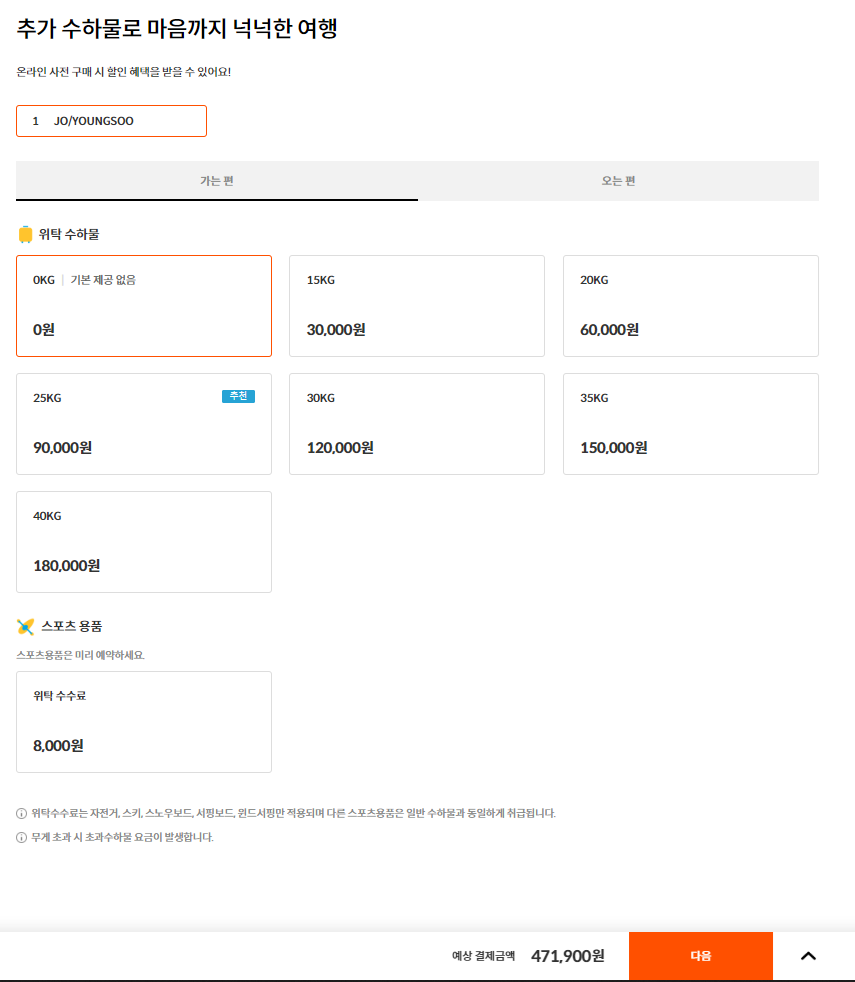 추가 수하물로 마음까지 넉넉한 여행
온라인 사전 구매 시 할인 혜택을 받을 수 있어요!
1 JO/YOUNGSOO
가는 편 오는 편
위탁 수하물
0KG | 기본 제공 없음 15KG 20KG
0원 30,000원 60,000원
25KG 추천 30KG 35KG
90,000원 120,000원 150,000원
40KG
180,000원
스포츠 용품
스포츠용품은 미리 예약하세요.
위탁 수수료
8,000원
위탁수수료는 자전거, 스키, 스노우보드, 서핑보드, 윈드서핑만 적용되며 다른 스포츠용품은 일반 수하물과 동일하게 취급됩니다.
무게 초과 시 초과수하물 요금이 발생합니다.
예상 결제금액 471,900원 다음